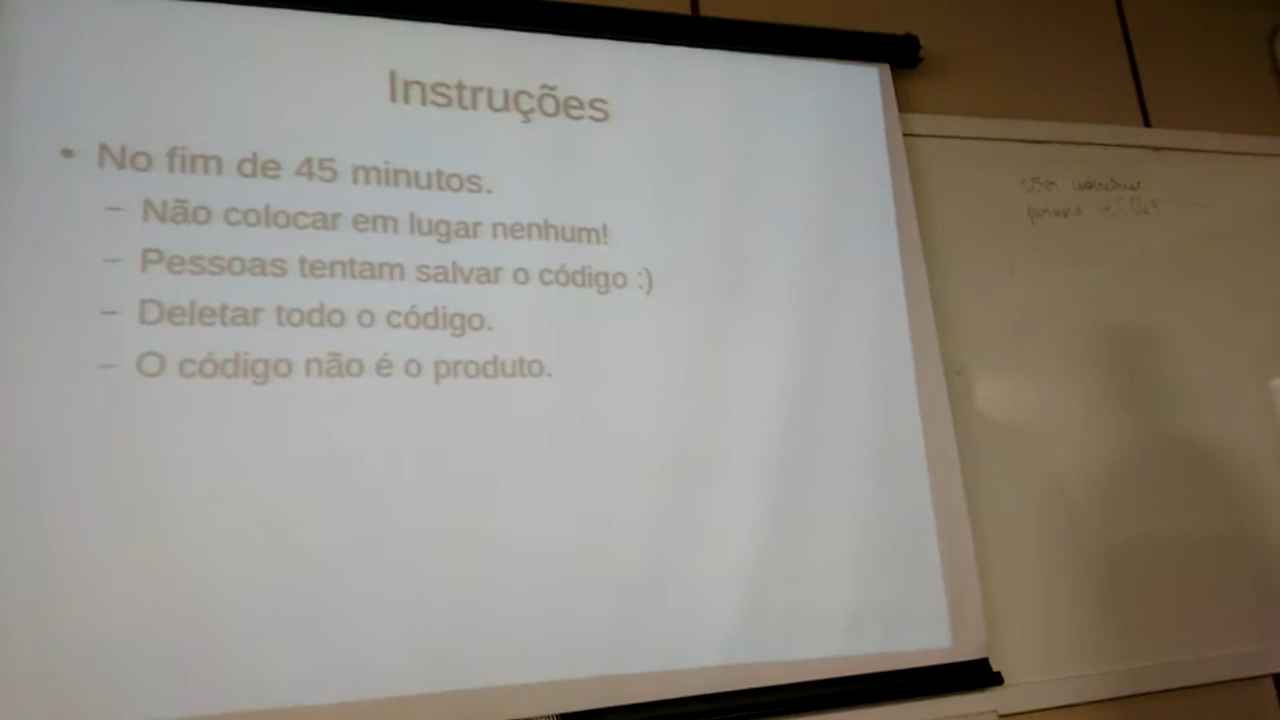 Instruções
• No fim de 45 minutos.
– Não colocar em lugar nenhum!
– Pessoas tentam salvar o código :)
– Deletar todo o código.
– O código não é o produto.